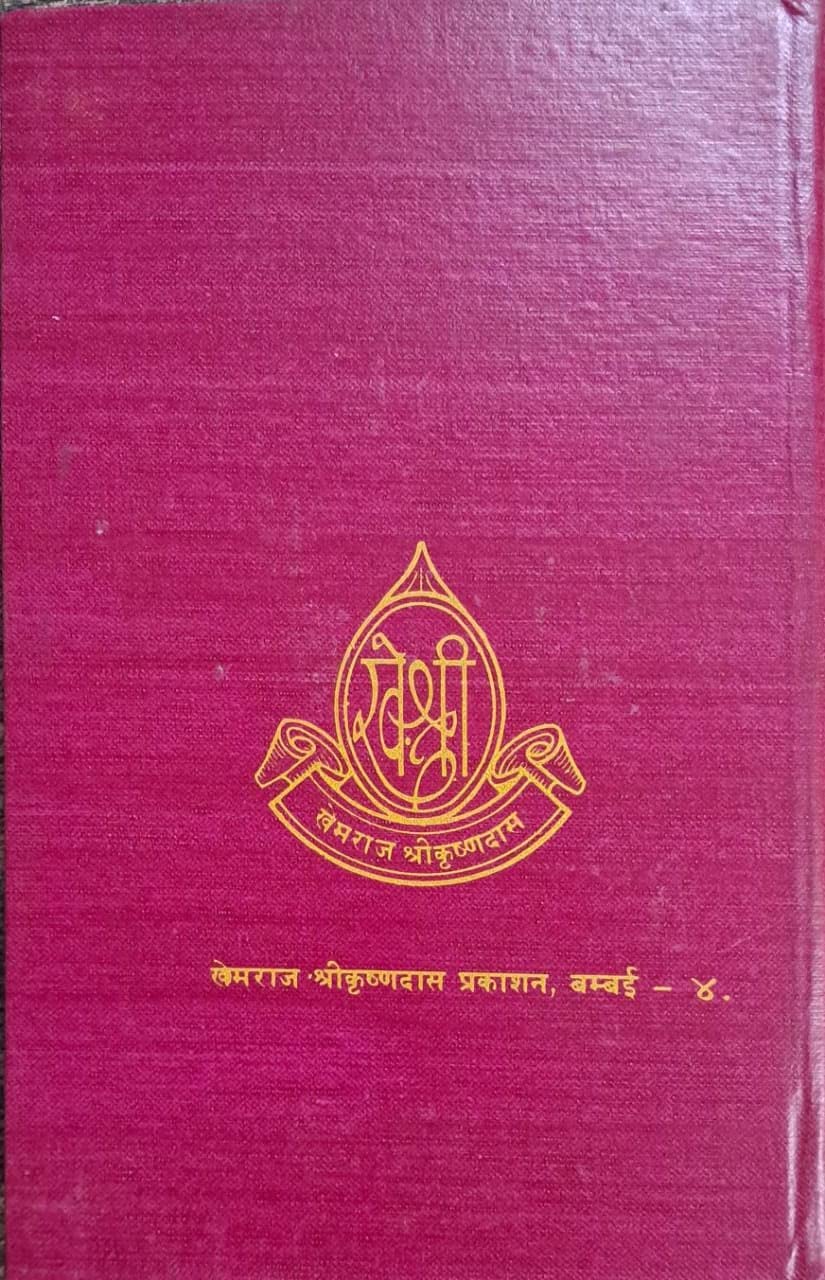 खेश्री
खेमराज श्रीकृष्णदास
खेमराज श्रीकृष्णदास प्रकाशन, बम्बई - ४.